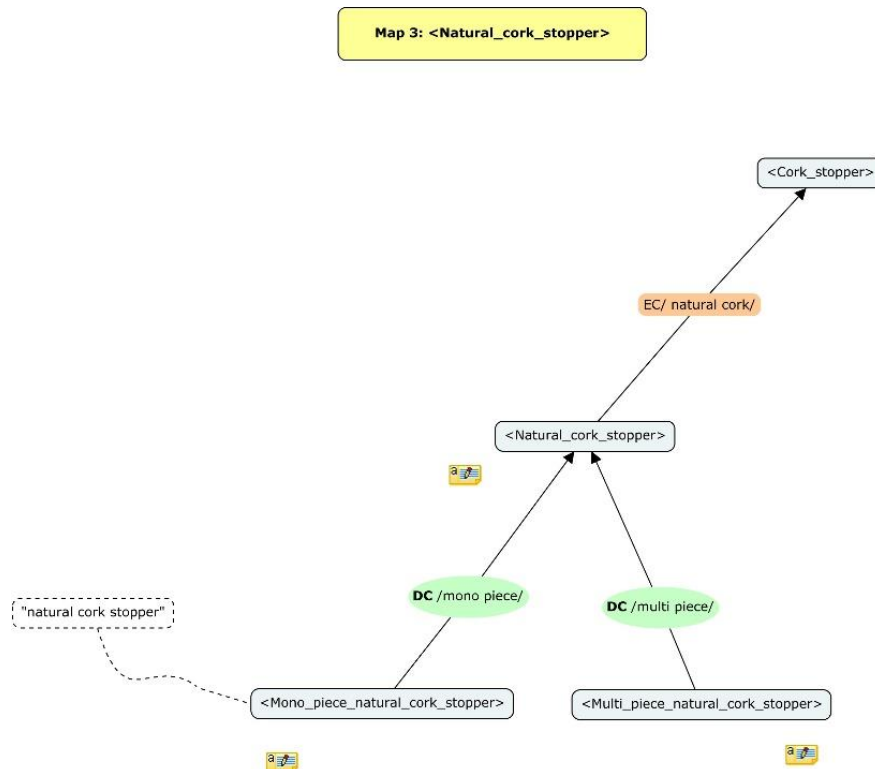 Map 3: <Natural_cork_stopper>
<Cork_stopper>
EC/ natural cork/
<Natural_cork_stopper>
a
DC /mono piece/
DC /multi piece/
"natural cork stopper"
<Mono_piece_natural_cork_stopper>
<Multi_piece_natural_cork_stopper>
a
a